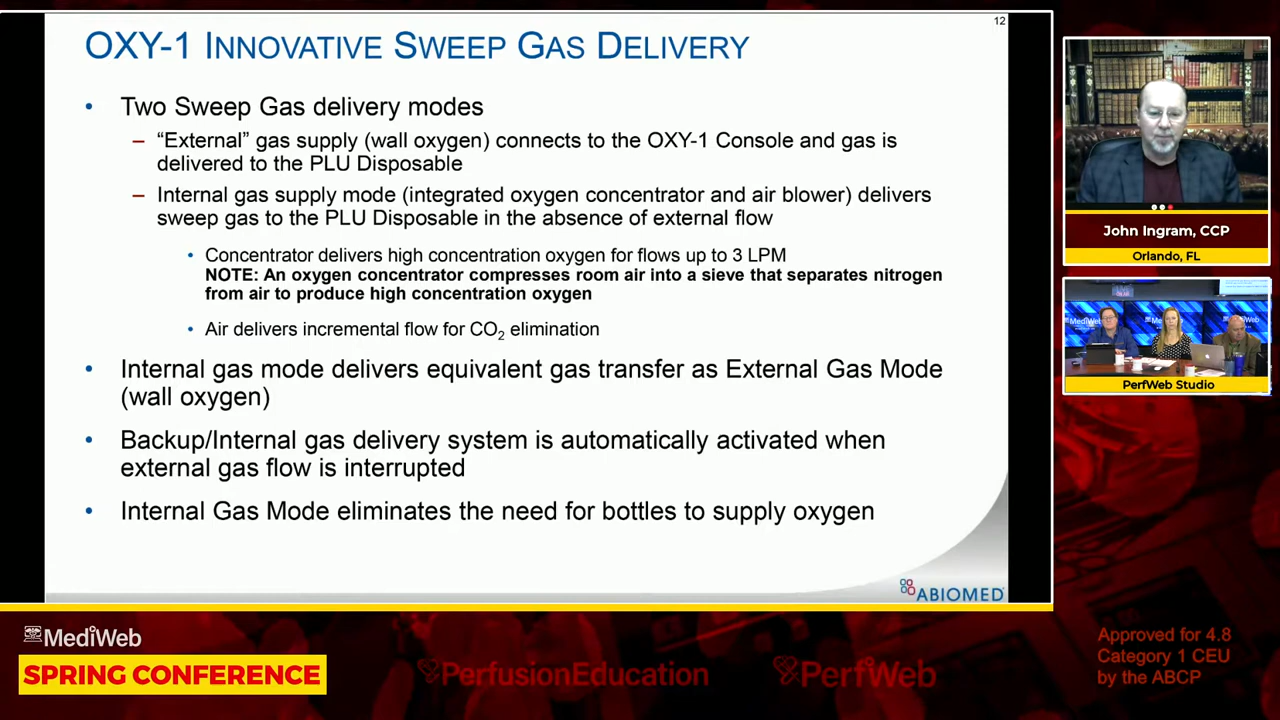 12
OXY-1 INNOVATIVE SWEEP GAS DELIVERY
• Two Sweep Gas delivery modes
– “External” gas supply (wall oxygen) connects to the OXY-1 Console and gas is
delivered to the PLU Disposable
– Internal gas supply mode (integrated oxygen concentrator and air blower) delivers
sweep gas to the PLU Disposable in the absence of external flow
• Concentrator delivers high concentration oxygen for flows up to 3 LPM
NOTE: An oxygen concentrator compresses room air into a sieve that separates nitrogen
from air to produce high concentration oxygen
• Air delivers incremental flow for CO₂ elimination
• Internal gas mode delivers equivalent gas transfer as External Gas Mode
(wall oxygen)
• Backup/Internal gas delivery system is automatically activated when
external gas flow is interrupted
• Internal Gas Mode eliminates the need for bottles to supply oxygen
ABIOMED
John Ingram, CCP
Orlando, FL
MediWeb
PerfWeb Studio
MediWeb
SPRING CONFERENCE
PerfusionEducation
PerfWeb
Approved for 4.8
Category 1 CEU
by the ABCP